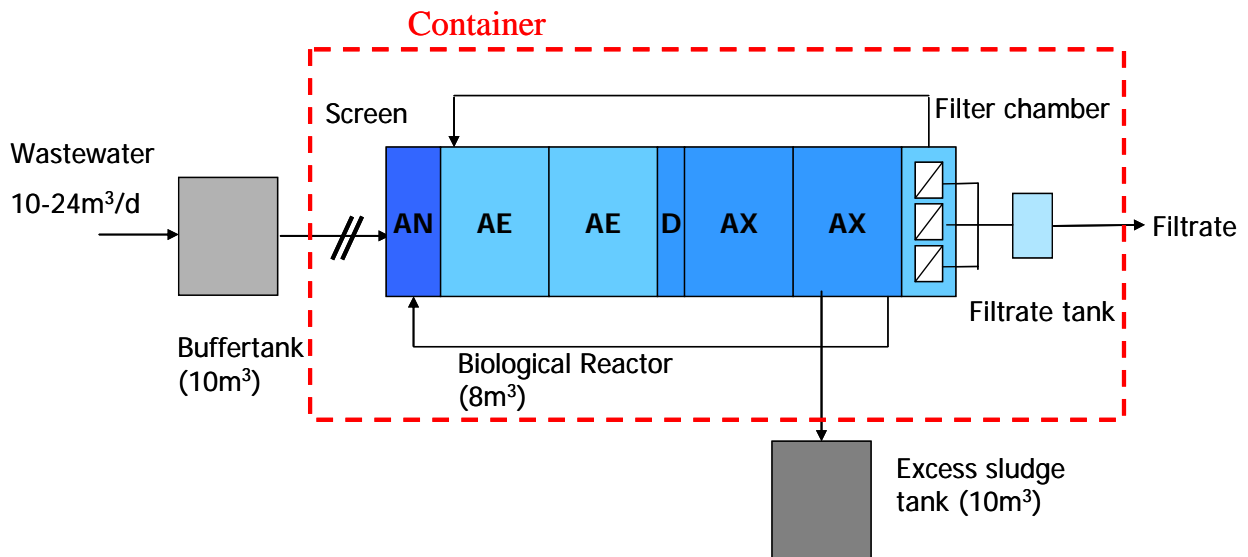 Container
Screen
Filter chamber
Wastewater
10-24m³/d
AN
AE
AE
D
AX
AX
Filtrate
Filtrate tank
Buffertank
(10m³)
Biological Reactor
(8m³)
Excess sludge
tank (10m³)